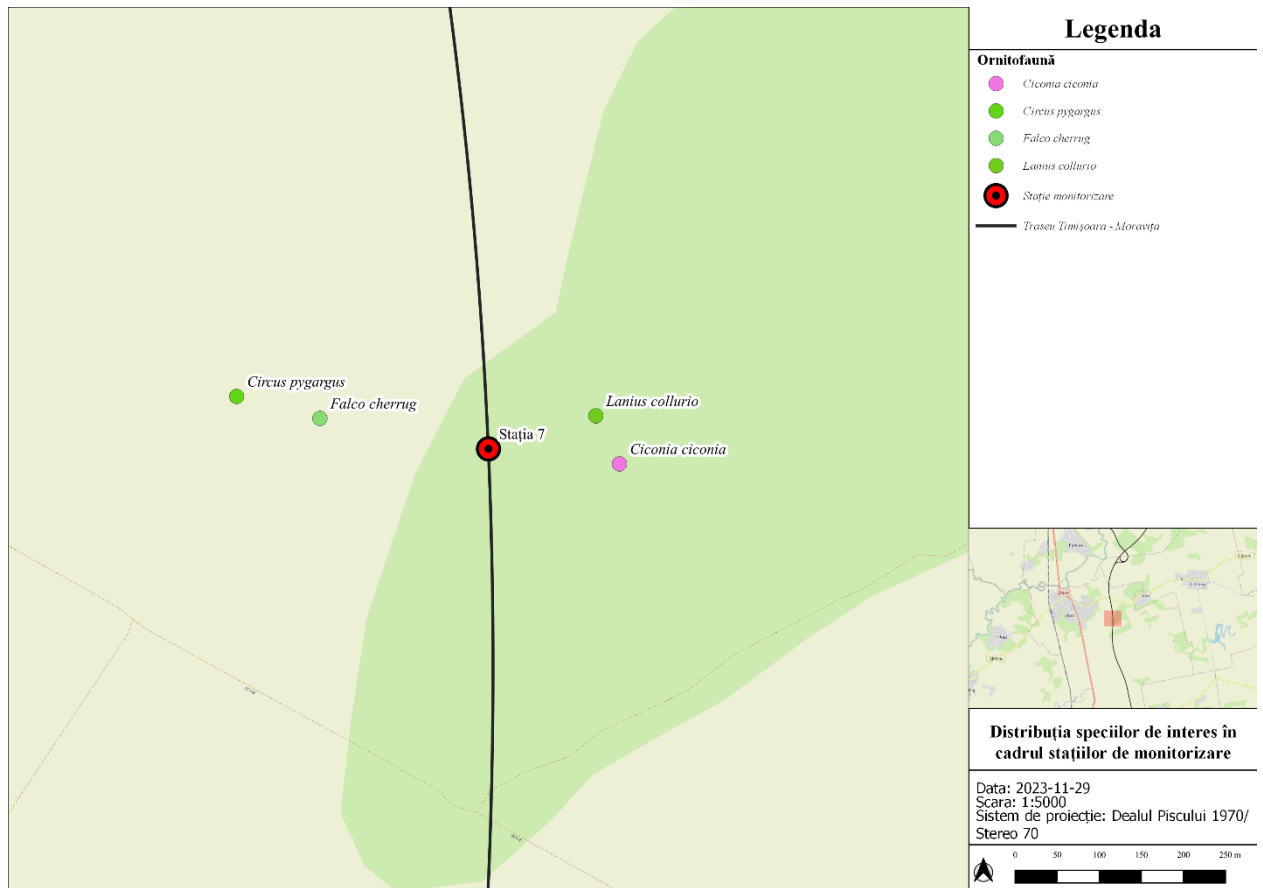 Circus pygargus
Falco cherrug
Lanius collurio
Stația 7
Ciconia ciconia
Legenda
Ornitofaună
Ciconia ciconia
Circus pygargus
Falco cherrug
Lanius collurio
Stație monitorizare
Traseu Timișoara - Moravița
Distribuția speciilor de interes în
cadrul stațiilor de monitorizare
Data: 2023-11-29
Scara: 1:5000
Sistem de proiecție: Dealul Piscului 1970/
Stereo 70
0 50 100 150 200 250 m